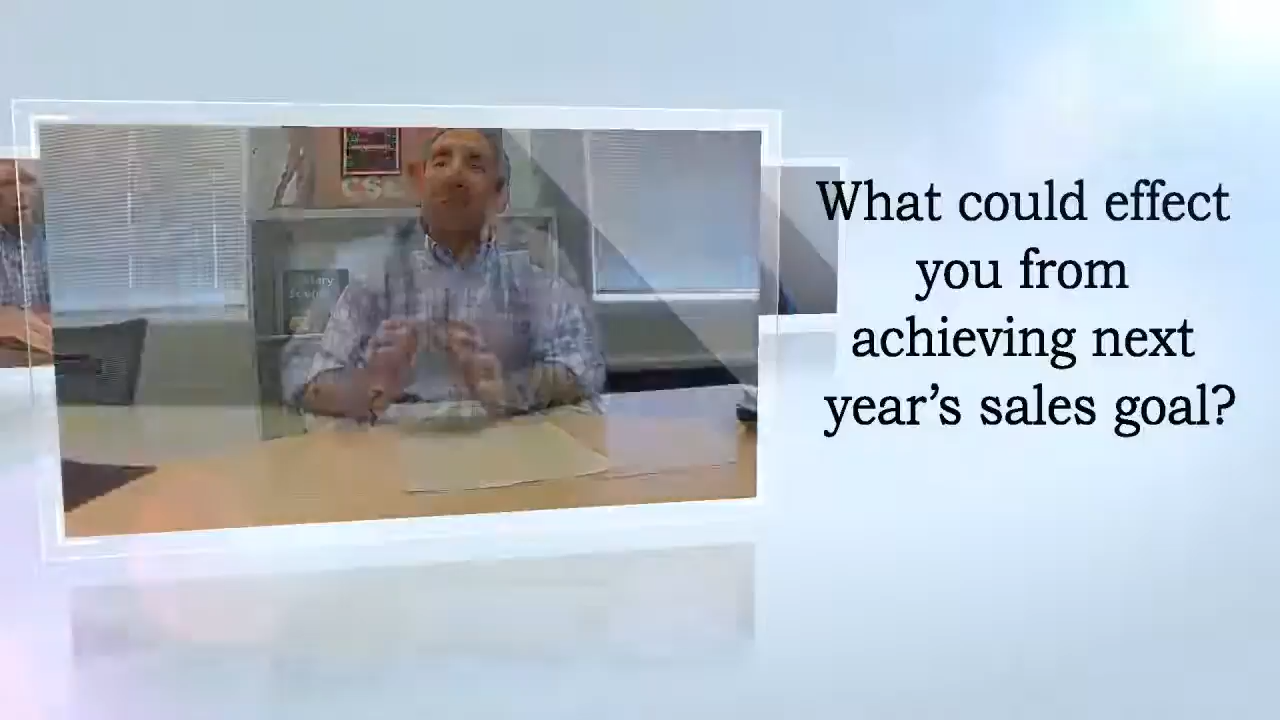 What could effect
you from
achieving next
year’s sales goal?